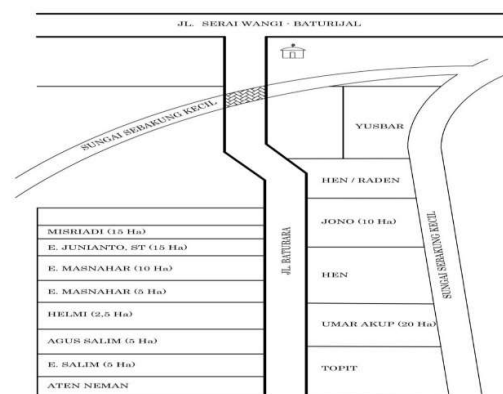 JL. SERAI WANGI - BATURIJAL
SUNGAI SEBAKUNG KECIL
YUSBAR
HEN / RADEN
MISRIADI (15 Ha)
E. JUNIANTO, ST (15 Ha)
E. MASNAHAR (10 Ha)
E. MASNAHAR (5 Ha)
HELMI (2,5 Ha)
AGUS SALIM (5 Ha)
E. SALIM (5 Ha)
ATEN NEMAN
JL. BATUBARA
JONO (10 Ha)
HEN
UMAR AKUP (20 Ha)
TOPIT
SUNGAI SEBAKUNG KECIL